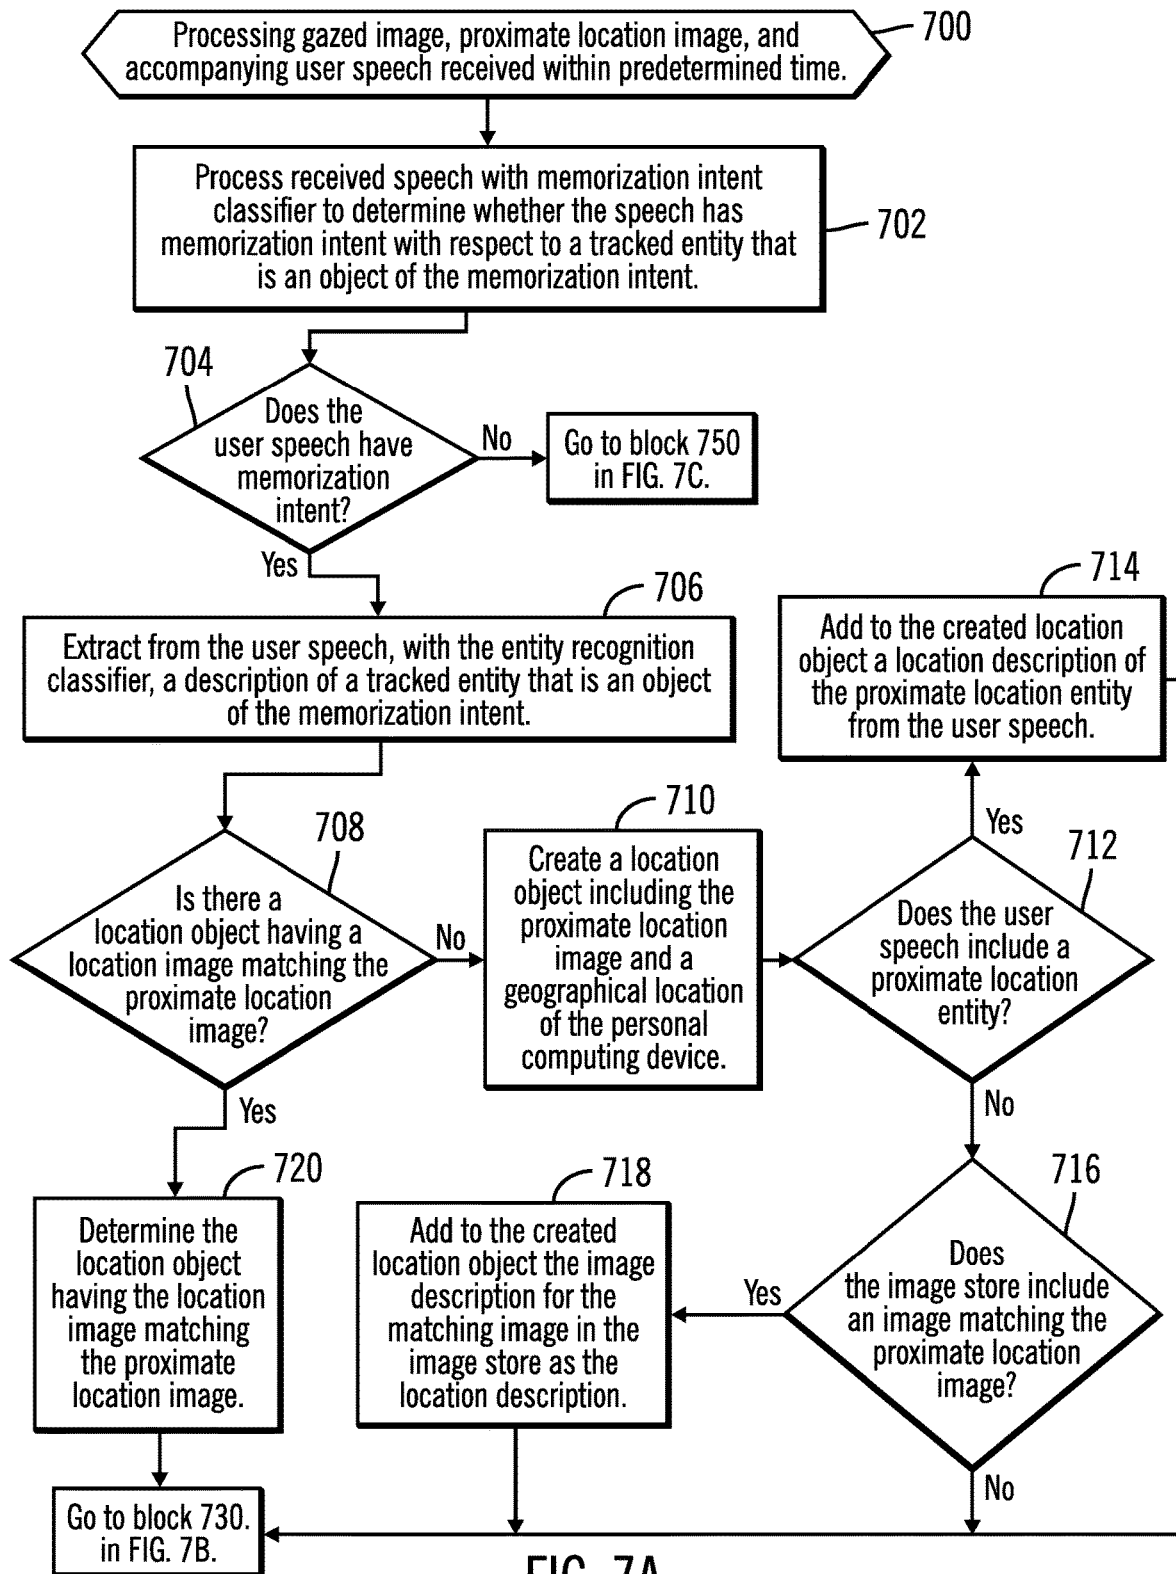 Processing gazed image, proximate location image, and
accompanying user speech received within predetermined time.
700
Process received speech with memorization intent
classifier to determine whether the speech has
memorization intent with respect to a tracked entity that
is an object of the memorization intent.
702
704
Does the
user speech have
memorization
intent?
No
Go to block 750
in FIG. 7C.
Yes
706
Extract from the user speech, with the entity recognition
classifier, a description of a tracked entity that is an object
of the memorization intent.
714
Add to the created location
object a location description of
the proximate location entity
from the user speech.
708
Is there a
location object having a
location image matching the
proximate location
image?
No
710
Create a location
object including the
proximate location
image and a
geographical location
of the personal
computing device.
Yes
712
Does the user
speech include a
proximate location
entity?
No
Yes
720
Determine the
location object
having the location
image matching
the proximate
location image.
718
Add to the created
location object the image
description for the
matching image in the
image store as the
location description.
Yes
716
Does
the image store include
an image matching the
proximate location
image?
No
Go to block 730.
in FIG. 7B.
FIG. 7A